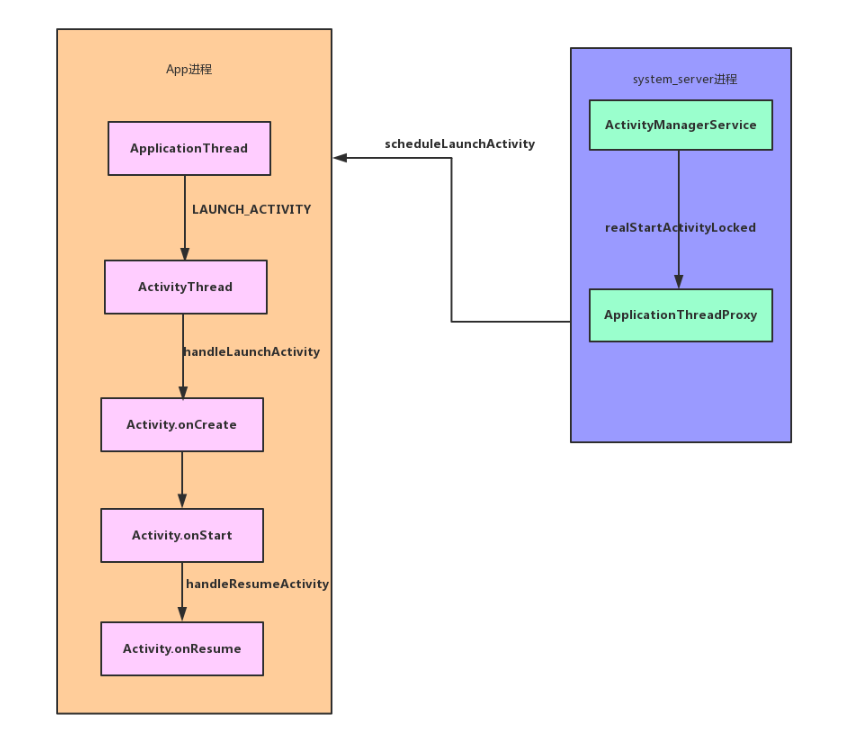 App进程
ApplicationThread
LAUNCH_ACTIVITY
ActivityThread
handleLaunchActivity
Activity.onCreate
Activity.onStart
handleResumeActivity
Activity.onResume
scheduleLaunchActivity
system_server进程
ActivityManagerService
realStartActivityLocked
ApplicationThreadProxy